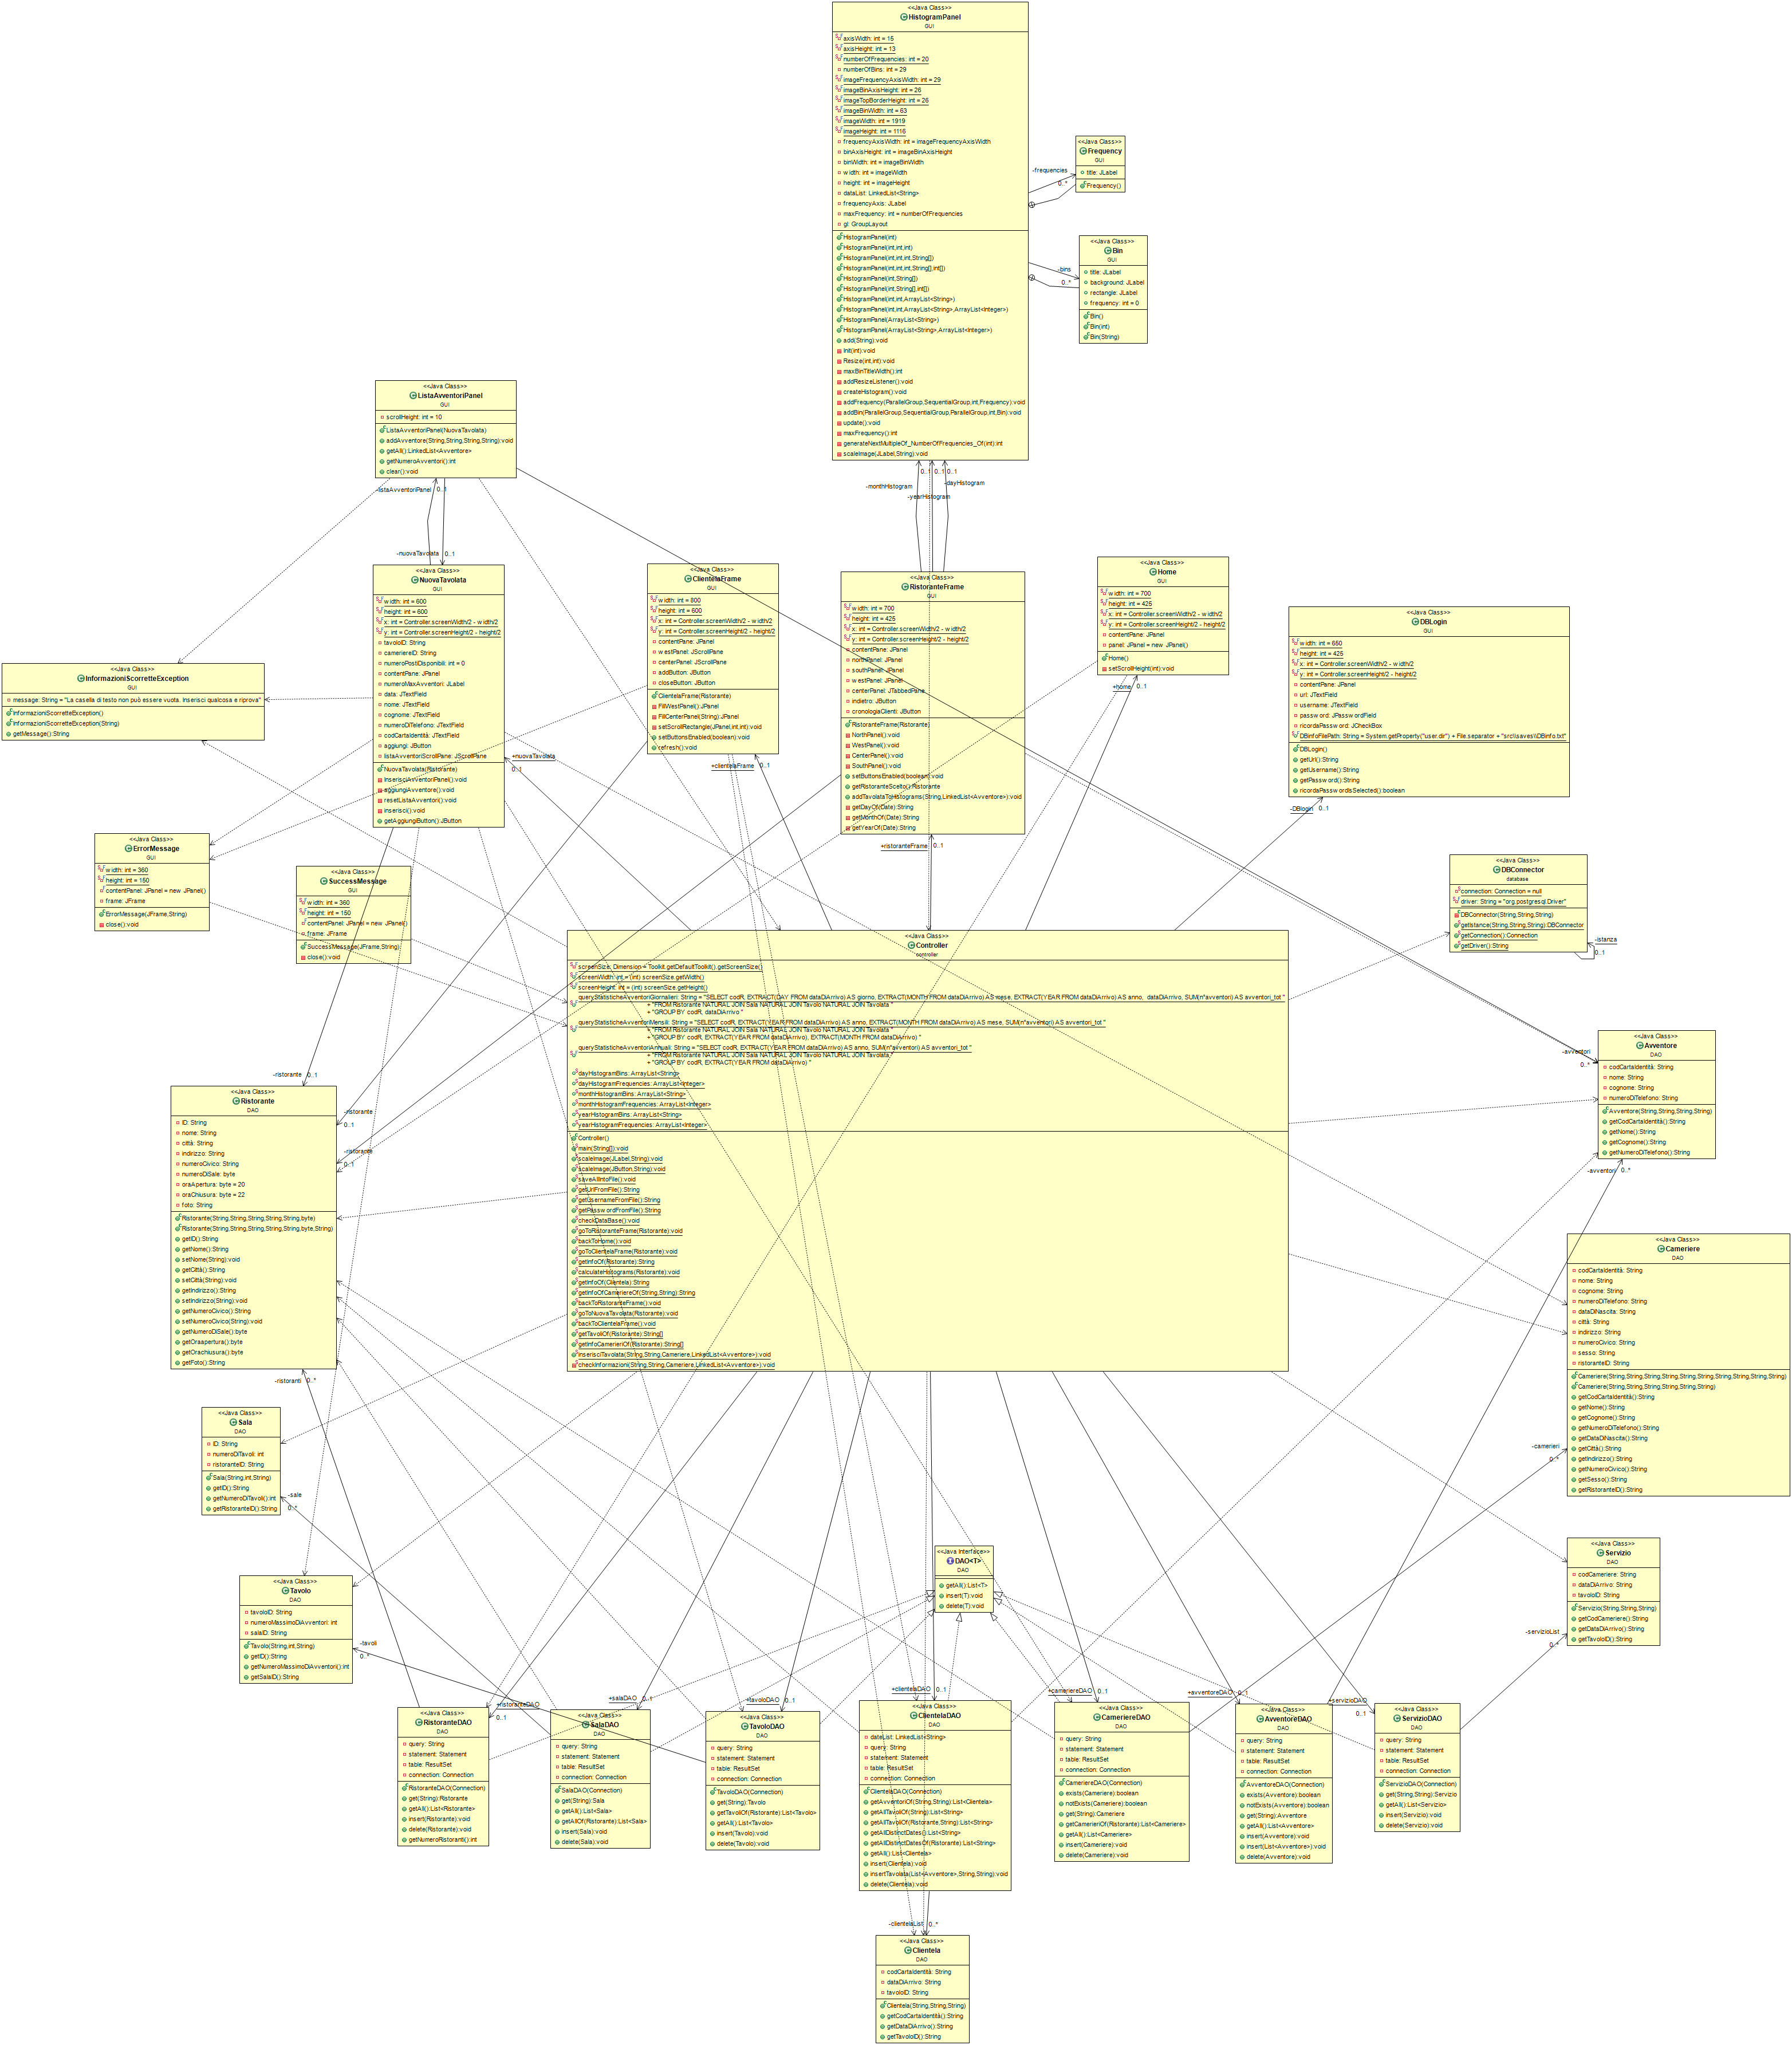 <<Java Class>>
HistogramPanel
GUI
axisWidth: int = 15
axisHeight: int = 13
numberOfFrequencies: int = 20
numberOfBins: int = 29
imageFrequencyAxisWidth: int = 29
imageBinAxisHeight: int = 26
imageTopBorderHeight: int = 26
imageBinWidth: int = 63
imageWidth: int = 1919
imageHeight: int = 1116
frequencyAxisWidth: int = imageFrequencyAxisWidth
binAxisHeight: int = imageBinAxisHeight
binWidth: int = imageBinWidth
width: int = imageWidth
height: int = imageHeight
dataList: LinkedList<String>
frequencyAxis: JLabel
maxFrequency: int = numberOfFrequencies
gl: GroupLayout
HistogramPanel(int)
HistogramPanel(int,int,int)
HistogramPanel(int,int,int,String[])
HistogramPanel(int,int,int,String[],int[])
HistogramPanel(int,String[])
HistogramPanel(int,String[],int[])
HistogramPanel(int,int,ArrayList<String>)
HistogramPanel(int,int,ArrayList<String>,ArrayList<Integer>)
HistogramPanel(ArrayList<String>)
HistogramPanel(ArrayList<String>,ArrayList<Integer>)
add(String):void
Init(int):void
Resize(int,int):void
maxBinTitleWidth():int
addResizeListener():void
createHistogram():void
addFrequency(ParallelGroup,SequentialGroup,int,Frequency):void
addBin(ParallelGroup,SequentialGroup,ParallelGroup,int,Bin):void
update():void
maxFrequency():int
generateNextMultipleOf_NumberOfFrequencies_Of(int):int
scaleImage(JLabel,String):void
<<Java Class>>
Frequency
GUI
title: JLabel
Frequency()
-frequencies
0..*
<<Java Class>>
Bin
GUI
title: JLabel
background: JLabel
rectangle: JLabel
frequency: int = 0
Bin()
Bin(int)
Bin(String)
-bins
0..*
<<Java Class>>
ListaAvventoriPanel
GUI
scrollHeight: int = 10
ListaAvventoriPanel(NuovaTavolata)
addAvventore(String,String,String,String):void
getAll():LinkedList<Avventore>
getNumeroAvventori():int
clear():void
-listaAvventoriPanel
0..1
-nuovaTavolata
0..1
0..1
0..1
0..1
-monthHistogram
-dayHistogram
-yearHistogram
<<Java Class>>
NuovaTavolata
GUI
width: int = 600
height: int = 600
x: int = Controller.screenWidth/2 - width/2
y: int = Controller.screenHeight/2 - height/2
tavoloID: String
cameriereID: String
numeroPostiDisponibili: int = 0
contentPane: JPanel
numeroMaxAvventori: JLabel
data: JTextField
nome: JTextField
cognome: JTextField
numeroDiTelefono: JTextField
codCartaIdentità: JTextField
aggiungi: JButton
listaAvventoriScrollPane: JScrollPane
NuovaTavolata(Ristorante)
InserisciAvventoriPanel():void
aggiungiAvventore():void
resetListaAvventori():void
inserisci():void
getAggiungiButton():JButton
<<Java Class>>
ClientelaFrame
GUI
width: int = 800
height: int = 600
x: int = Controller.screenWidth/2 - width/2
y: int = Controller.screenHeight/2 - height/2
contentPane: JPanel
westPanel: JScrollPane
centerPanel: JScrollPane
addButton: JButton
closeButton: JButton
ClientelaFrame(Ristorante)
FillWestPanel():JPanel
FillCenterPanel(String):JPanel
setScrollRectangle(JPanel,int,int):void
setButtonsEnabled(boolean):void
refresh():void
<<Java Class>>
RistoranteFrame
GUI
width: int = 700
height: int = 425
x: int = Controller.screenWidth/2 - width/2
y: int = Controller.screenHeight/2 - height/2
contentPane: JPanel
northPanel: JPanel
southPanel: JPanel
westPanel: JPanel
centerPanel: JTabbedPane
indietro: JButton
cronologiaClienti: JButton
RistoranteFrame(Ristorante)
NorthPanel():void
WestPanel():void
CenterPanel():void
SouthPanel():void
setButtonsEnabled(boolean):void
getRistoranteScelto():Ristorante
addTavolataToHistograms(String,LinkedList<Avventore>):void
getDayOf(Date):String
getMonthOf(Date):String
getYearOf(Date):String
<<Java Class>>
Home
GUI
width: int = 700
height: int = 425
x: int = Controller.screenWidth/2 - width/2
y: int = Controller.screenHeight/2 - height/2
contentPane: JPanel
panel: JPanel = new JPanel()
Home()
setScrollHeight(int):void
<<Java Class>>
DBLogin
GUI
width: int = 650
height: int = 425
x: int = Controller.screenWidth/2 - width/2
y: int = Controller.screenHeight/2 - height/2
contentPane: JPanel
url: JTextField
username: JTextField
password: JPasswordField
ricordaPassword: JCheckBox
DBinfoFilePath: String = System.getProperty("user.dir") + File.separator + "src\\saves\\DBinfo.txt"
DBLogin()
getUrl():String
getUsername():String
getPassword():String
ricordaPasswordIsSelected():boolean
<<Java Class>>
InformazioniScorretteException
GUI
message: String = "La casella di testo non può essere vuota. Inserisci qualcosa e riprova"
InformazioniScorretteException()
InformazioniScorretteException(String)
getMessage():String
+nuovaTavolata
0..1
+clientelaFrame
0..1
+ristoranteFrame
0..1
+home
0..1
-DBlogin
0..1
<<Java Class>>
ErrorMessage
GUI
width: int = 360
height: int = 150
contentPanel: JPanel = new JPanel()
frame: JFrame
ErrorMessage(JFrame,String)
close():void
<<Java Class>>
SuccessMessage
GUI
width: int = 360
height: int = 150
contentPanel: JPanel = new JPanel()
frame: JFrame
SuccessMessage(JFrame,String)
close():void
<<Java Class>>
DBConnector
database
connection: Connection = null
driver: String = "org.postgresql.Driver"
DBConnector(String,String,String)
getIstance(String,String,String):DBConnector
getConnection():Connection
getDriver():String
-istanza
0..1
<<Java Class>>
Controller
controller
screenSize: Dimension = Toolkit.getDefaultToolkit().getScreenSize()
screenWidth: int = (int) screenSize.getWidth()
screenHeight: int = (int) screenSize.getHeight()
queryStatisticheAvventoriGiornalieri: String = "SELECT codR, EXTRACT(DAY FROM dataDiArrivo) AS giorno, EXTRACT(MONTH FROM dataDiArrivo) AS mese, EXTRACT(YEAR FROM dataDiArrivo) AS anno,  dataDiArrivo, SUM(n°avventori) AS avventori_tot "
+ "FROM Ristorante NATURAL JOIN Sala NATURAL JOIN Tavolo NATURAL JOIN Tavolata "
+ "GROUP BY codR, dataDiArrivo "
queryStatisticheAvventoriMensili: String = "SELECT codR, EXTRACT(YEAR FROM dataDiArrivo) AS anno, EXTRACT(MONTH FROM dataDiArrivo) AS mese, SUM(n°avventori) AS avventori_tot "
+ "FROM Ristorante NATURAL JOIN Sala NATURAL JOIN Tavolo NATURAL JOIN Tavolata "
+ "GROUP BY codR, EXTRACT(YEAR FROM dataDiArrivo), EXTRACT(MONTH FROM dataDiArrivo) "
queryStatisticheAvventoriAnnuali: String = "SELECT codR, EXTRACT(YEAR FROM dataDiArrivo) AS anno, SUM(n°avventori) AS avventori_tot "
+ "FROM Ristorante NATURAL JOIN Sala NATURAL JOIN Tavolo NATURAL JOIN Tavolata "
+ "GROUP BY codR, EXTRACT(YEAR FROM dataDiArrivo) "
dayHistogramBins: ArrayList<String>
dayHistogramFrequencies: ArrayList<Integer>
monthHistogramBins: ArrayList<String>
monthHistogramFrequencies: ArrayList<Integer>
yearHistogramBins: ArrayList<String>
yearHistogramFrequencies: ArrayList<Integer>
Controller()
main(String[]):void
scaleImage(JLabel,String):void
scaleImage(JButton,String):void
saveAllIntoFile():void
getUrlFromFile():String
getUsernameFromFile():String
getPasswordFromFile():String
checkDataBase():void
goToRistoranteFrame(Ristorante):void
backToHome():void
goToClientelaFrame(Ristorante):void
getInfoOf(Ristorante):String
calculateHistograms(Ristorante):void
getInfoOf(Clientela):String
getInfoOfCameriereOf(String,String):String
backToRistoranteFrame():void
goToNuovaTavolata(Ristorante):void
backToClientelaFrame():void
getTavoliOf(Ristorante):String[]
getInfoCamerieriOf(Ristorante):String[]
inserisciTavolata(String,String,Cameriere,LinkedList<Avventore>):void
checkInformazioni(String,String,Cameriere,LinkedList<Avventore>):void
<<Java Class>>
Avventore
DAO
codCartaIdentità: String
nome: String
cognome: String
numeroDiTelefono: String
Avventore(String,String,String,String)
getCodCartaIdentità():String
getNome():String
getCognome():String
getNumeroDiTelefono():String
-avventori
0..*
-avventori
0..*
<<Java Class>>
Ristorante
DAO
ID: String
nome: String
città: String
indirizzo: String
numeroCivico: String
numeroDiSale: byte
oraApertura: byte = 20
oraChiusura: byte = 22
foto: String
Ristorante(String,String,String,String,String,byte)
Ristorante(String,String,String,String,String,byte,String)
getID():String
getNome():String
setNome(String):void
getCittà():String
setCittà(String):void
getIndirizzo():String
setIndirizzo(String):void
getNumeroCivico():String
setNumeroCivico(String):void
getNumeroDiSale():byte
getOraapertura():byte
getOrachiusura():byte
getFoto():String
-ristorante
0..1
-ristorante
0..1
-ristorante
0..1
-ristoranti
0..*
<<Java Class>>
Cameriere
DAO
codCartaIdentità: String
nome: String
cognome: String
numeroDiTelefono: String
dataDiNascita: String
città: String
indirizzo: String
numeroCivico: String
sesso: String
ristoranteID: String
Cameriere(String,String,String,String,String,String,String,String,String,String)
Cameriere(String,String,String,String,String,String)
getCodCartaIdentità():String
getNome():String
getCognome():String
getNumeroDiTelefono():String
getDataDiNascita():String
getCittà():String
getIndirizzo():String
getNumeroCivico():String
getSesso():String
getRistoranteID():String
-camerieri
0..*
<<Java Class>>
Sala
DAO
ID: String
numeroDiTavoli: int
ristoranteID: String
Sala(String,int,String)
getID():String
getNumeroDiTavoli():int
getRistoranteID():String
-sale
0..*
<<Java Interface>>
DAO<T>
DAO
getAll():List<T>
insert(T):void
delete(T):void
<<Java Class>>
Servizio
DAO
codCameriere: String
dataDiArrivo: String
tavoloID: String
Servizio(String,String,String)
getCodCameriere():String
getDataDiArrivo():String
getTavoloID():String
-servizioList
0..*
<<Java Class>>
Tavolo
DAO
tavoloID: String
numeroMassimoDiAvventori: int
salaID: String
Tavolo(String,int,String)
getID():String
getNumeroMassimoDiAvventori():int
getSalaID():String
-tavoli
0..*
+ristoranteDAO
0..1
+salaDAO
0..1
+tavoloDAO
0..1
+clientelaDAO
0..1
+cameriereDAO
0..1
+avventoreDAO
0..1
+servizioDAO
0..1
<<Java Class>>
RistoranteDAO
DAO
query: String
statement: Statement
table: ResultSet
connection: Connection
RistoranteDAO(Connection)
get(String):Ristorante
getAll():List<Ristorante>
insert(Ristorante):void
delete(Ristorante):void
getNumeroRistoranti():int
<<Java Class>>
SalaDAO
DAO
query: String
statement: Statement
table: ResultSet
connection: Connection
SalaDAO(Connection)
get(String):Sala
getAll():List<Sala>
getAllOf(Ristorante):List<Sala>
insert(Sala):void
delete(Sala):void
<<Java Class>>
TavoloDAO
DAO
query: String
statement: Statement
table: ResultSet
connection: Connection
TavoloDAO(Connection)
get(String):Tavolo
getTavoliOf(Ristorante):List<Tavolo>
getAll():List<Tavolo>
insert(Tavolo):void
delete(Tavolo):void
<<Java Class>>
ClientelaDAO
DAO
dateList: LinkedList<String>
query: String
statement: Statement
table: ResultSet
connection: Connection
ClientelaDAO(Connection)
getAvventoriOf(String,String):List<Clientela>
getAllTavoliOf(String):List<String>
getAllTavoliOf(Ristorante,String):List<String>
getAllDistinctDates():List<String>
getAllDistinctDatesOf(Ristorante):List<String>
getAll():List<Clientela>
insert(Clientela):void
insertTavolata(List<Avventore>,String,String):void
delete(Clientela):void
<<Java Class>>
CameriereDAO
DAO
query: String
statement: Statement
table: ResultSet
connection: Connection
CameriereDAO(Connection)
exists(Cameriere):boolean
notExists(Cameriere):boolean
get(String):Cameriere
getCamerieriOf(Ristorante):List<Cameriere>
getAll():List<Cameriere>
insert(Cameriere):void
delete(Cameriere):void
<<Java Class>>
AvventoreDAO
DAO
query: String
statement: Statement
table: ResultSet
connection: Connection
AvventoreDAO(Connection)
exists(Avventore):boolean
notExists(Avventore):boolean
get(String):Avventore
getAll():List<Avventore>
insert(Avventore):void
insert(List<Avventore>):void
delete(Avventore):void
<<Java Class>>
ServizioDAO
DAO
query: String
statement: Statement
table: ResultSet
connection: Connection
ServizioDAO(Connection)
get(String,String):Servizio
getAll():List<Servizio>
insert(Servizio):void
delete(Servizio):void
-clientelaList
0..*
<<Java Class>>
Clientela
DAO
codCartaIdentità: String
dataDiArrivo: String
tavoloID: String
Clientela(String,String,String)
getCodCartaIdentità():String
getDataDiArrivo():String
getTavoloID():String